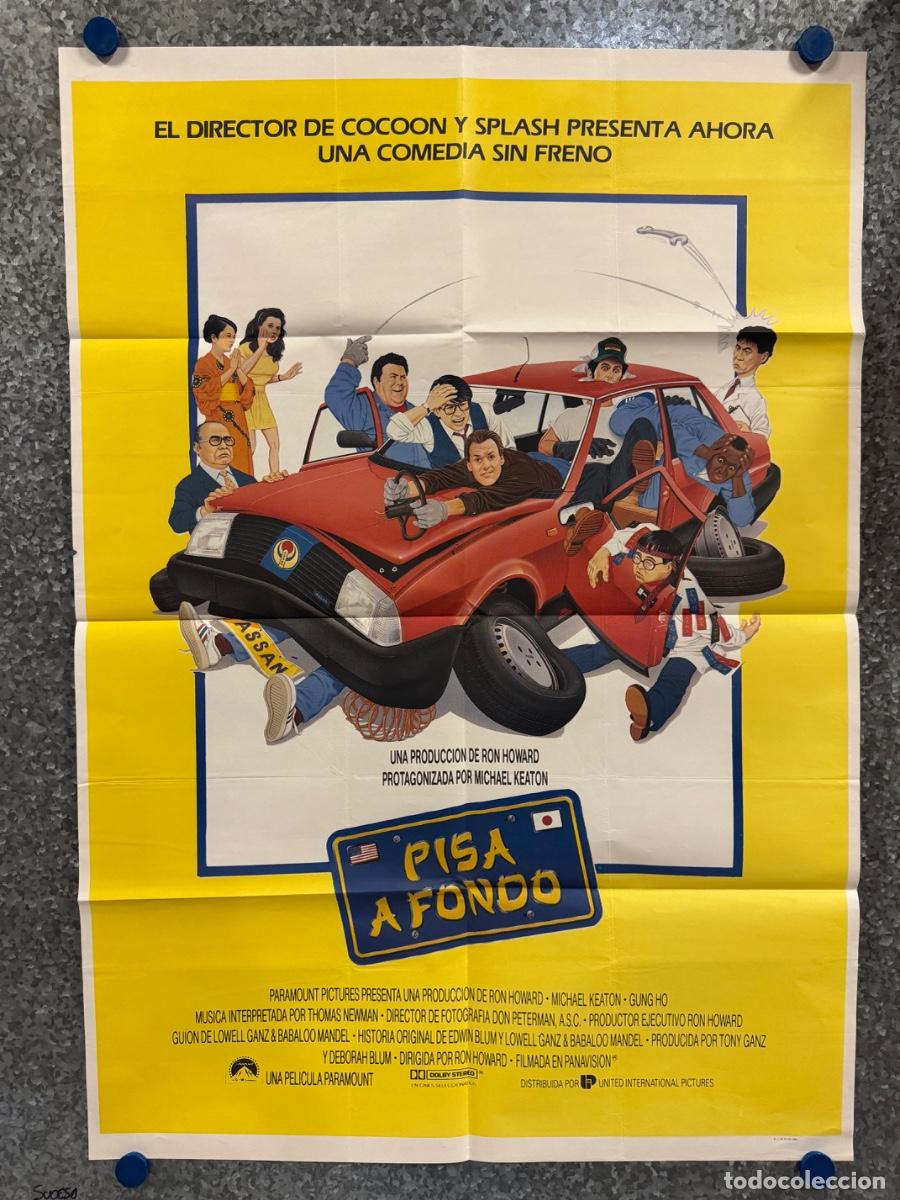 EL DIRECTOR DE COCOON Y SPLASH PRESENTA AHORA
UNA COMEDIA SIN FRENO
ASSAN
UNA PRODUCCION DE RON HOWARD
PROTAGONIZADA POR MICHAEL KEATON
PISA
A FONDO
PARAMOUNT PICTURES PRESENTA UNA PRODUCCION DE RON HOWARD - MICHAEL KEATON - GUNG HO
MUSICA INTERPRETADA POR THOMAS NEWMAN - DIRECTOR DE FOTOGRAFIA DON PETERMAN, A.S.C. - PRODUCTOR EJECUTIVO RON HOWARD
GUION DE LOWELL GANZ & BABALOO MANDEL - HISTORIA ORIGINAL DE EDWIN BLUM Y LOWELL GANZ & BABALOO MANDEL - PRODUCIDA POR TONY GANZ
Y DEBORAH BLUM - DIRIGIDA POR RON HOWARD - FILMADA EN PANAVISION®
UNA PELICULA PARAMOUNT
DOLBY STEREO
EN CINES SELECCIONADOS
DISTRIBUIDA POR UNITED INTERNATIONAL PICTURES
Suceso
todocoleccion